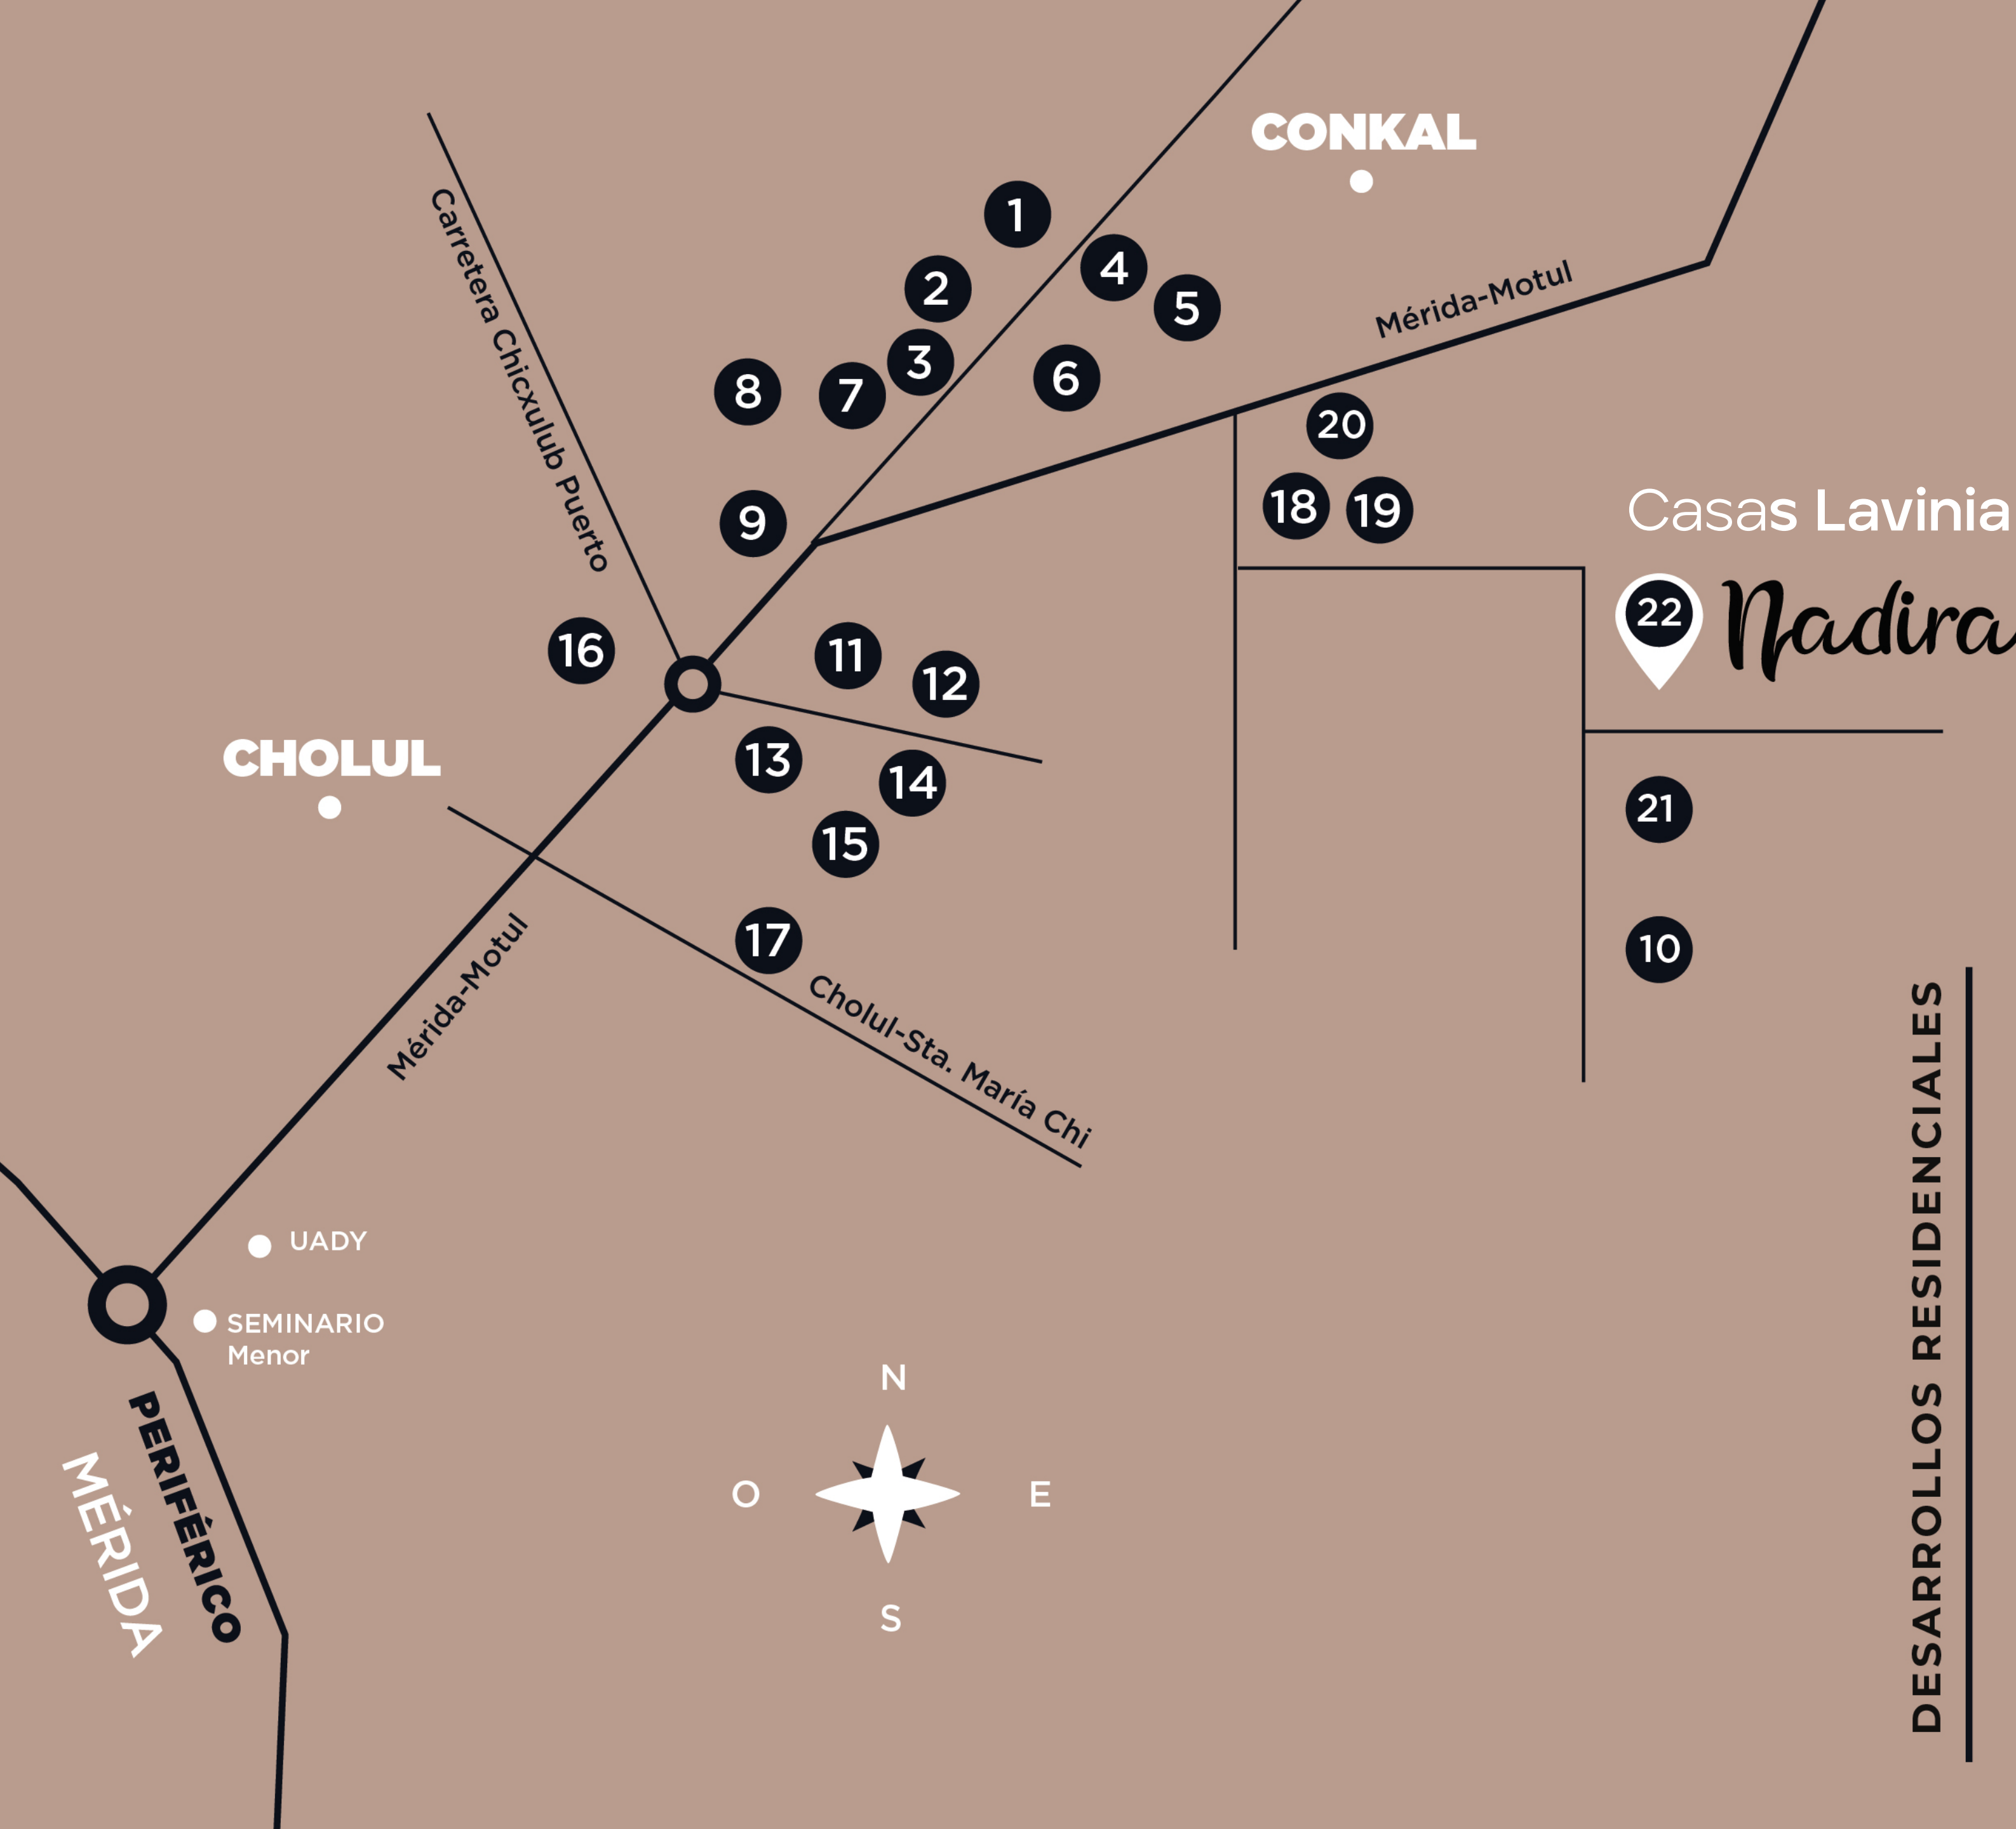 CONKAL
Carretera Chicxulub Puerto
1
4
2
5
Mérida-Motul
3
6
8
7
20
18
19
9
Casas Lavinia
22
Nadira
16
11
12
CHOLUL
13
14
21
15
17
10
Mérida-Motul
Cholul-Sta. María Chi
DESARROLLOS RESIDENCIALES
UADY
SEMINARIO
Menor
PERIFÉRICO
MÉRIDA
N
O
E
S